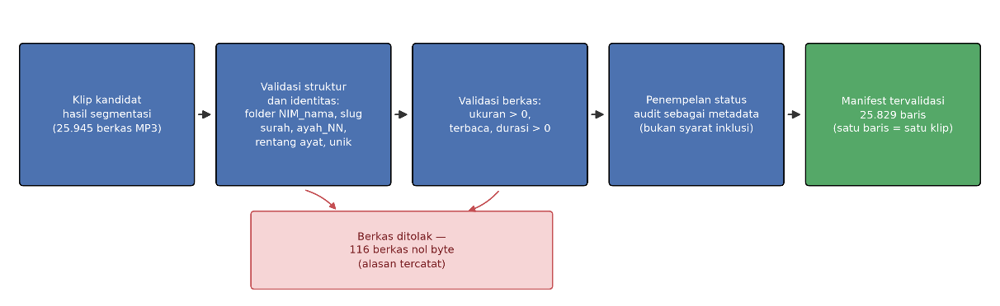 Klip kandidat
hasil segmentasi
(25.945 berkas MP3)
Validasi struktur
dan identitas:
folder NIM_nama, slug
surah, ayah_NN,
rentang ayat, unik
Validasi berkas:
ukuran > 0,
terbaca, durasi > 0
Penempelan status
audit sebagai metadata
(bukan syarat inklusi)
Manifest tervalidasi
25.829 baris
(satu baris = satu klip)
Berkas ditolak —
116 berkas nol byte
(alasan tercatat)